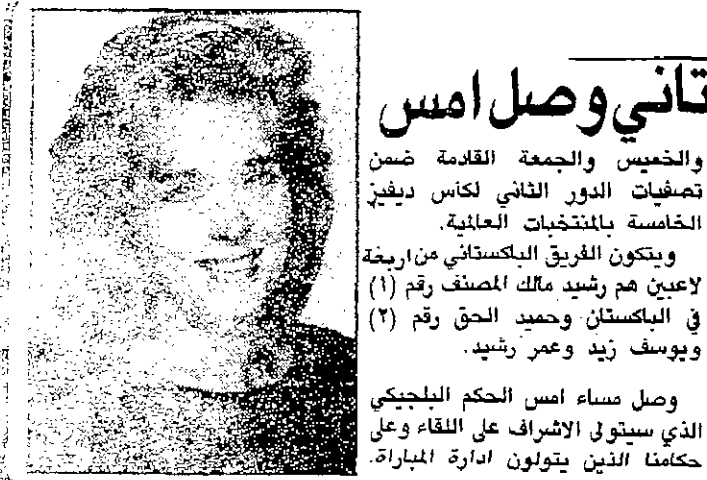 تاني وصل امس
والخميس والجمعة القادمة ضمن
تصفيات الدور الثاني لكاس ديفيز
الخامسة بالمنتخبات العالمية.
ويتكون الفريق الباكستاني من اربعة
لاعبين هم رشيد مالك المصنف رقم (١)
في الباكستان وحميد الحق رقم (٢)
ويوسف زيد وعمر رشيد.
وصل مساء امس الحكم البلجيكي
الذي سيتولى الاشراف على اللقاء وعلى
حكامنا الذين يتولون ادارة المباراة.